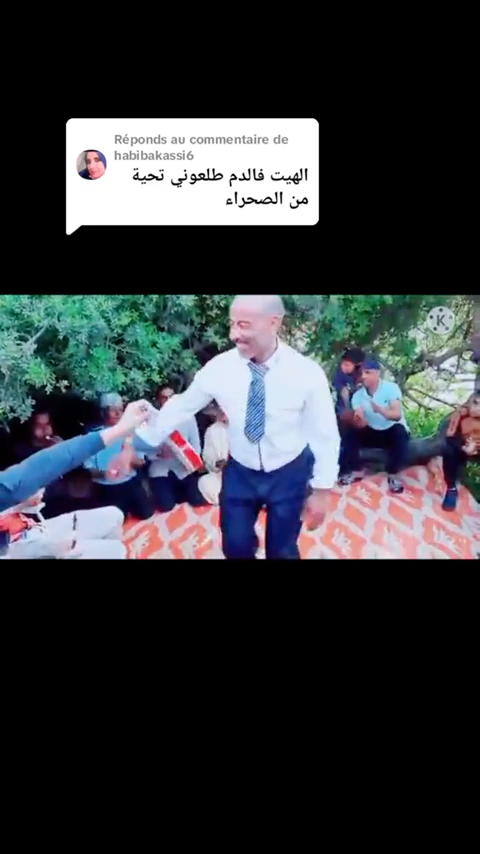 Réponds au commentaire de
habibakassi6
الهيت فالدم طلعوني تحية
من الصحراء
K